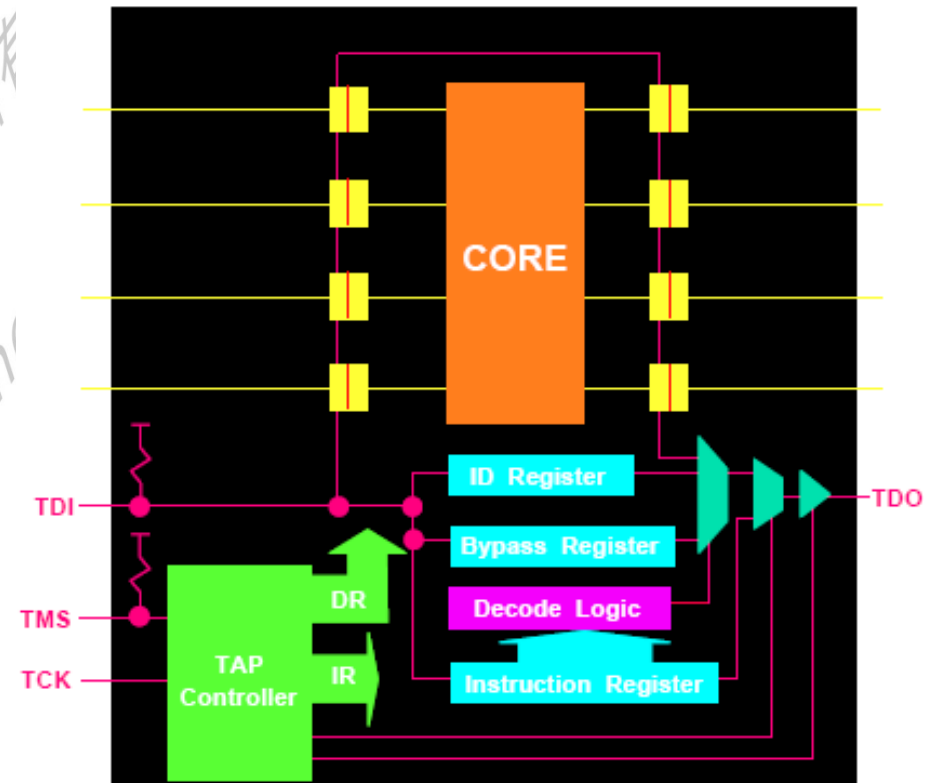 CORE
ID Register
TDI
TDO
Bypass Register
DR
Decode Logic
TMS
TAP
Controller
IR
TCK
Instruction Register